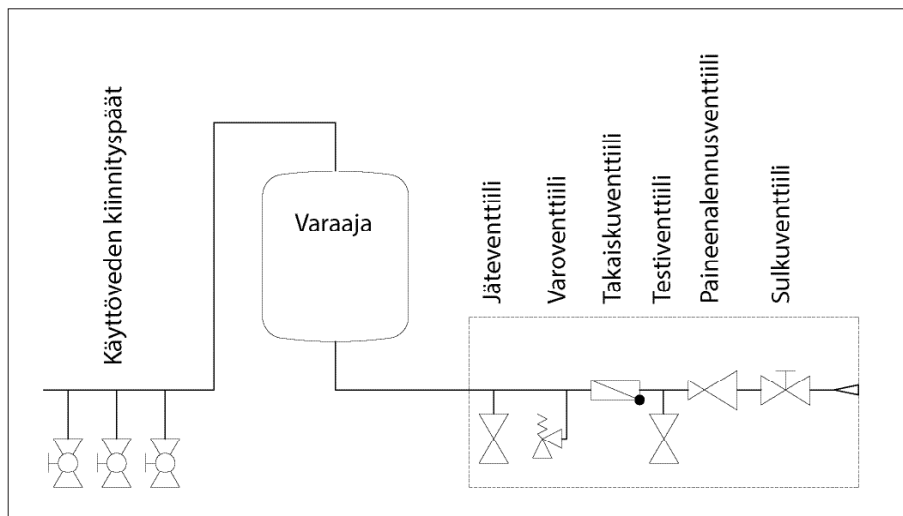 Käyttöveden kiinnityspäät
Varaaja
Jäteventtiili
Varoventtiili
Takaiskuventtiili
Testiventtiili
Paineenalennusventtiili
Sulkuventtiili